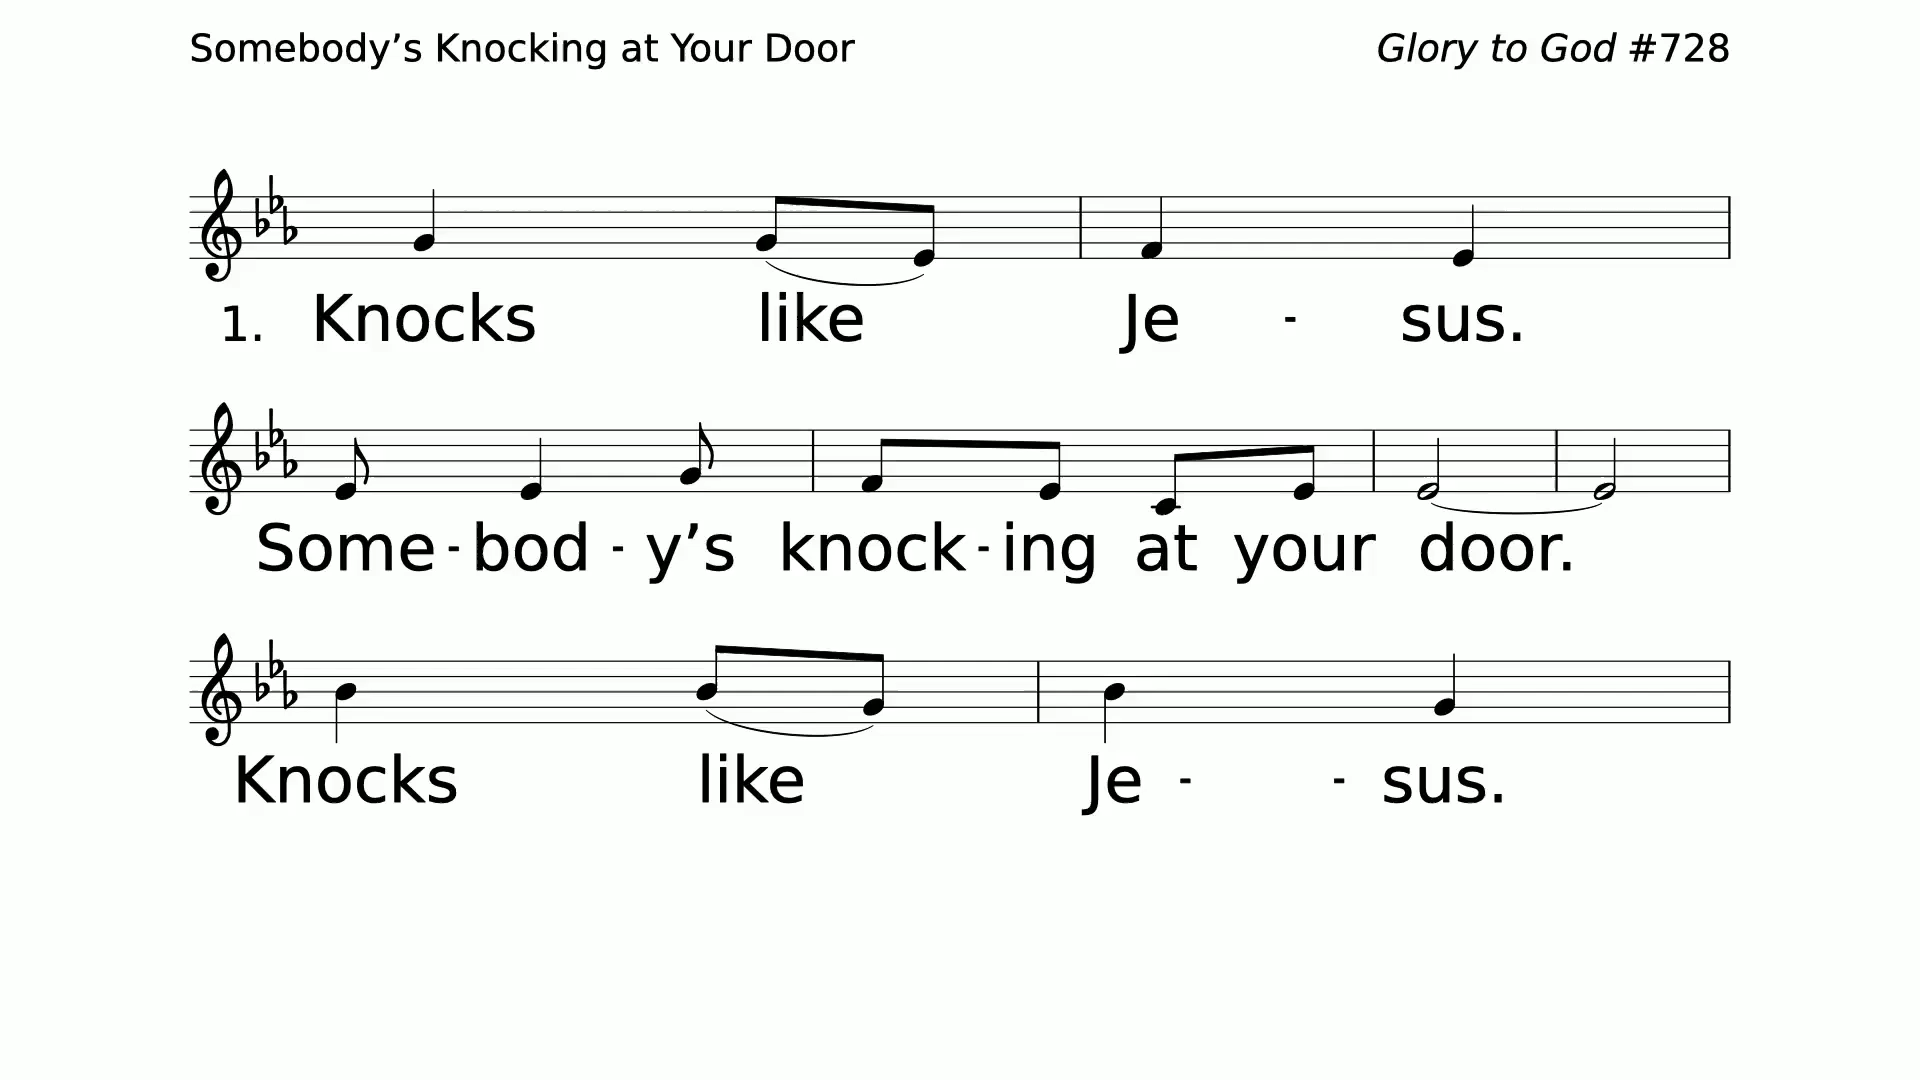 Somebody’s Knocking at Your Door
Glory to God #728
1. Knocks like Je - sus.
Some - bod - y’s knock - ing at your door.
Knocks like Je - - sus.